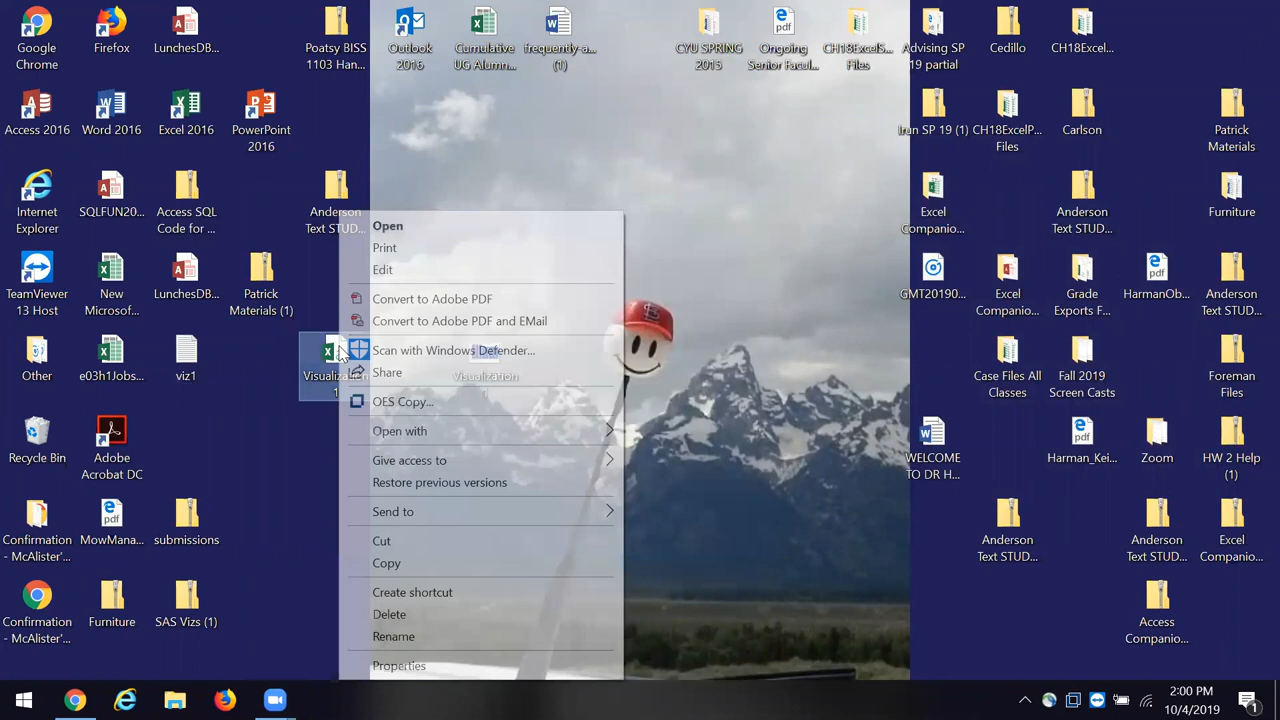 Google
Chrome
Firefox
LunchesDB...
Poatsy BISS
1103 Han...
Outlook
2016
Cumulative
UG Alumn...
frequently-a...
(1)
CYU SPRING
2015
Ongoing
Senior Facul...
CH18ExcelS...
Files
Advising SP
19 partial
Cedillo
CH18Excel...
Access 2016
Word 2016
Excel 2016
PowerPoint
2016
Irun SP 19 (1)
CH18ExcelP...
Files
Carlson
Patrick
Materials
Internet
Explorer
SQLFUN20...
Access SQL
Code for ...
Anderson
Text STUD...
Excel
Companio...
Anderson
Text STUD...
Furniture
TeamViewer
13 Host
New
Microsof...
LunchesDB...
Patrick
Materials (1)
GMT20190...
Excel
Companio...
Grade
Exports F...
HarmanOb...
Anderson
Text STUD...
Other
e03h1Jobs...
viz1
Visualization
1
Visualization
Case Files All
Classes
Fall 2019
Screen Casts
Foreman
Files
Recycle Bin
Adobe
Acrobat DC
WELCOME
TO DR H...
Harman_Kei...
Zoom
HW 2 Help
(1)
Confirmation
- McAlister'...
MowMana...
submissions
Anderson
Text STUD...
Anderson
Text STUD...
Excel
Companio...
Confirmation
- McAlister'...
Furniture
SAS Vizs (1)
Access
Companio...
Open
Print
Edit
Convert to Adobe PDF
Convert to Adobe PDF and EMail
Scan with Windows Defender...
Share
OES Copy...
Open with
Give access to
Restore previous versions
Send to
Cut
Copy
Create shortcut
Delete
Rename
Properties
2:00 PM
10/4/2019
1